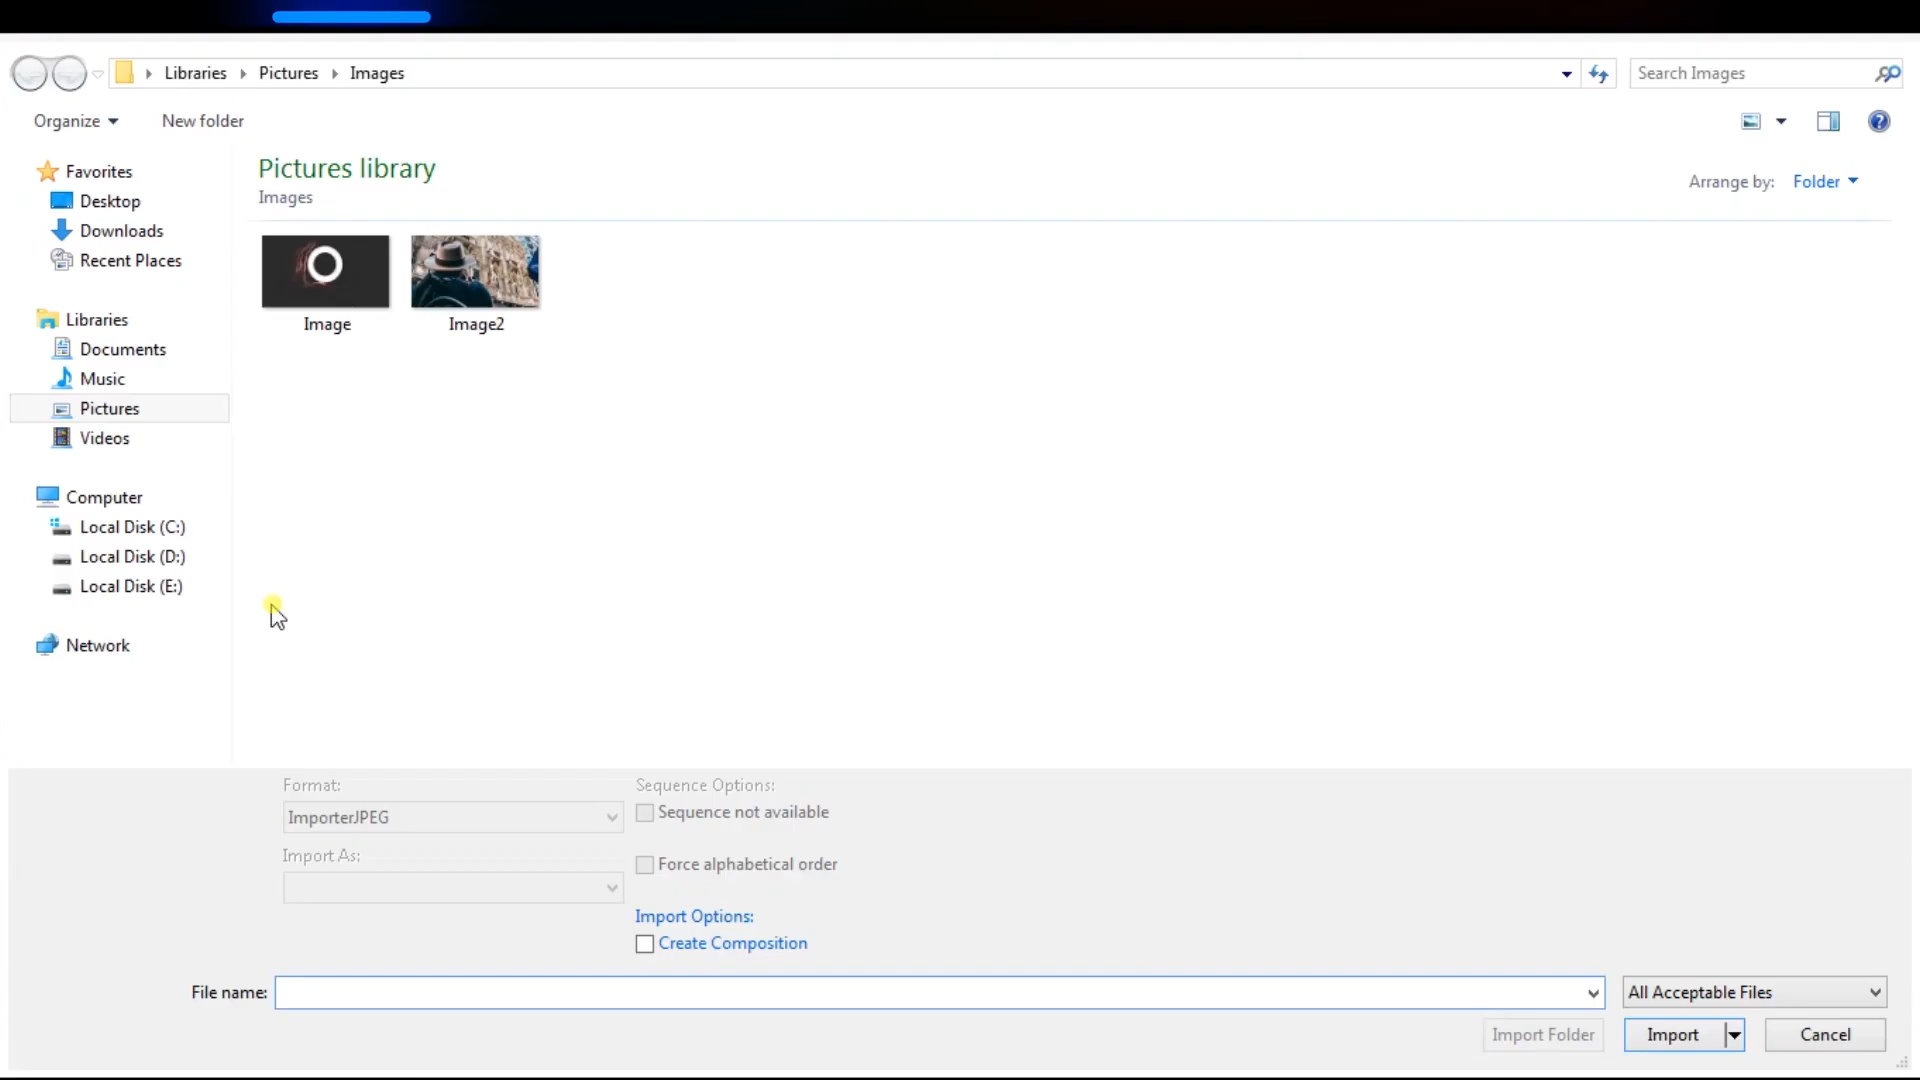 Libraries Pictures Images
Search Images
Organize
New folder
Favorites
Desktop
Downloads
Recent Places
Libraries
Documents
Music
Pictures
Videos
Computer
Local Disk (C:)
Local Disk (D:)
Local Disk (E:)
Network
Pictures library
Images
Arrange by: Folder
Image
Image2
Format:
ImporterJPEG
Import As:
Sequence Options:
Sequence not available
Force alphabetical order
Import Options:
Create Composition
File name:
All Acceptable Files
Import Folder
Import
Cancel